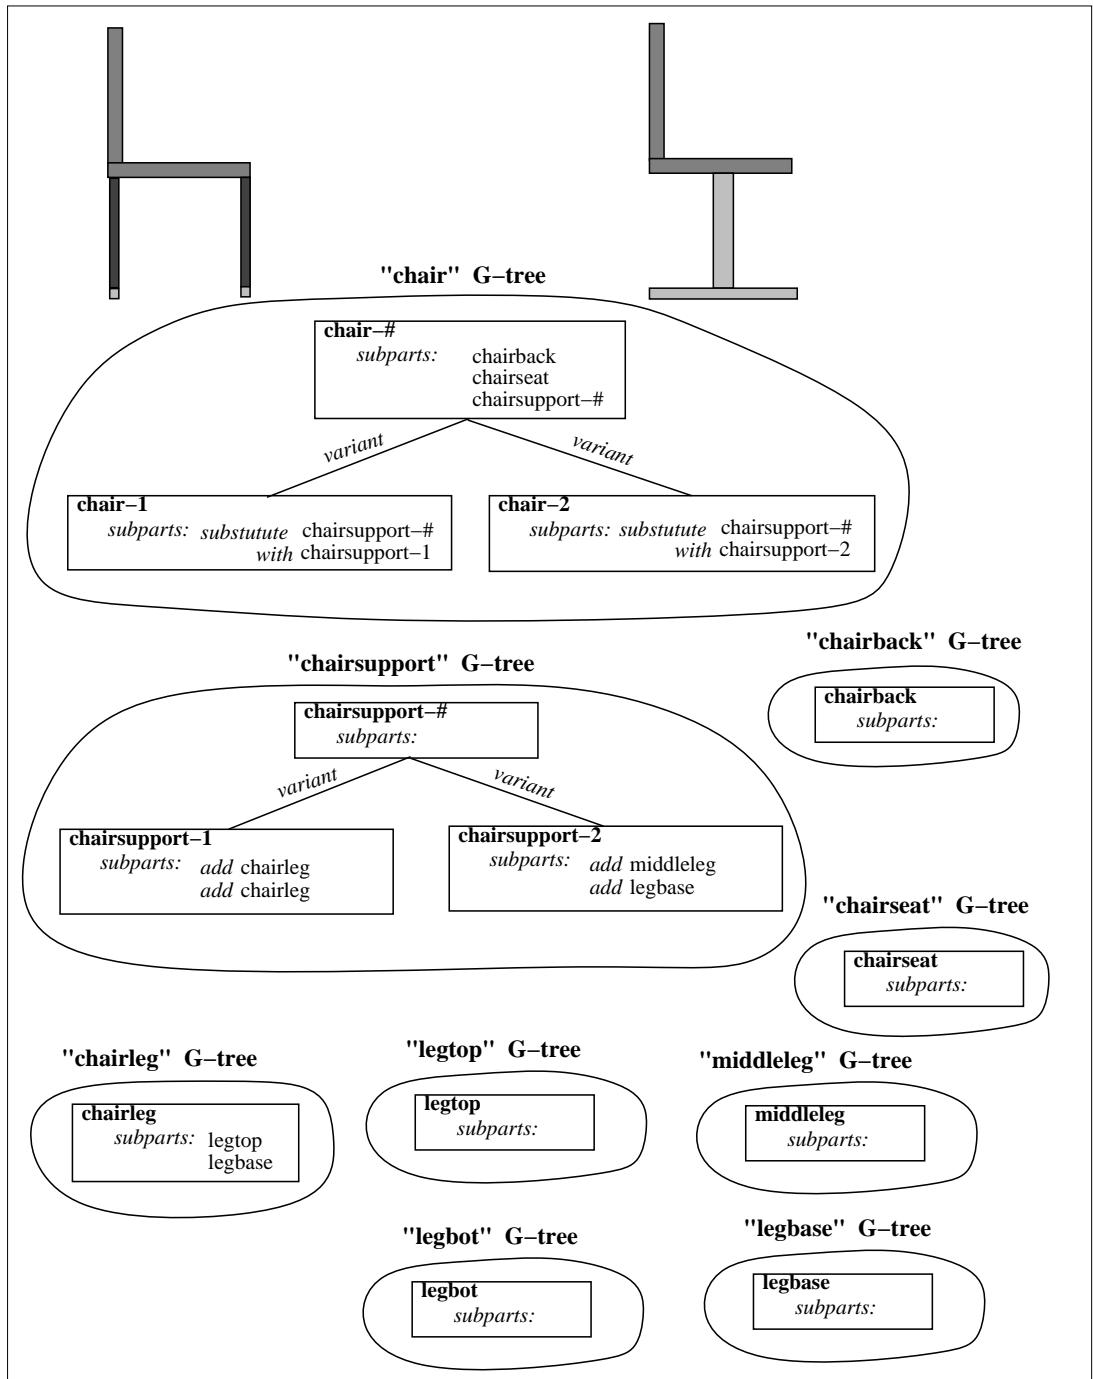 "chair" G−tree
chair−#
subparts: chairback
chairseat
chairsupport−#
variant variant
chair−1
subparts: substutute chairsupport−#
with chairsupport−1
chair−2
subparts: substutute chairsupport−#
with chairsupport−2
"chairback" G−tree
chairback
subparts:
"chairsupport" G−tree
chairsupport−#
subparts:
variant variant
chairsupport−1
subparts: add chairleg
add chairleg
chairsupport−2
subparts: add middleleg
add legbase
"chairseat" G−tree
chairseat
subparts:
"chairleg" G−tree
chairleg
subparts: legtop
legbase
"legtop" G−tree
legtop
subparts:
"middleleg" G−tree
middleleg
subparts:
"legbot" G−tree
legbot
subparts:
"legbase" G−tree
legbase
subparts: